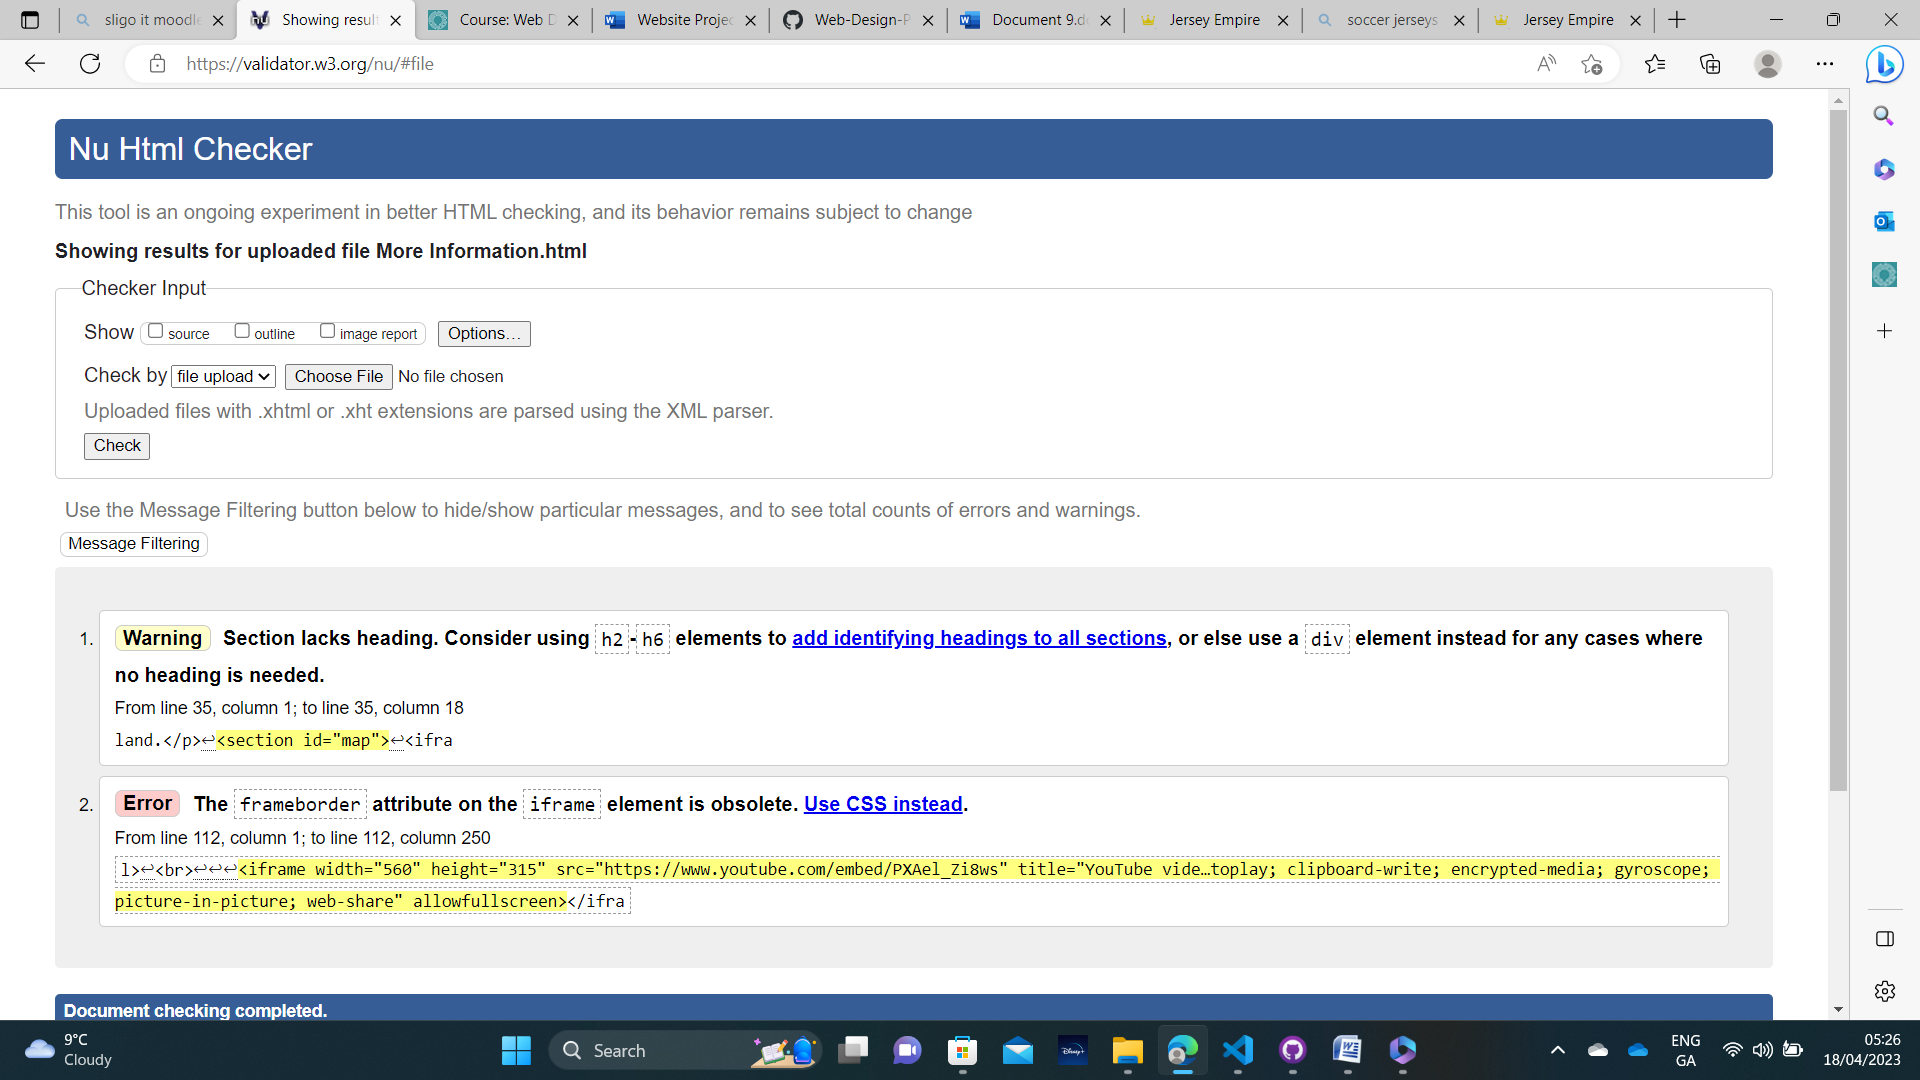 sligo it moodle
Showing result
Course: Web D
Website Projec
Web-Design-P
Document 9.do
Jersey Empire
soccer jerseys
Jersey Empire
https://validator.w3.org/nu/#file
Nu Html Checker
This tool is an ongoing experiment in better HTML checking, and its behavior remains subject to change
Showing results for uploaded file More Information.html
Checker Input
Show source outline image report Options...
Check by file upload Choose File No file chosen
Uploaded files with .xhtml or .xht extensions are parsed using the XML parser.
Check
Use the Message Filtering button below to hide/show particular messages, and to see total counts of errors and warnings.
Message Filtering
1. Warning Section lacks heading. Consider using h2-h6 elements to add identifying headings to all sections, or else use a div element instead for any cases where
no heading is needed.
From line 35, column 1; to line 35, column 18
land.</p>↩<section id="map">↩<ifra
2. Error The frameborder attribute on the iframe element is obsolete. Use CSS instead.
From line 112, column 1; to line 112, column 250
l>↩<br>↩↩↩<iframe width="560" height="315" src="https://www.youtube.com/embed/PXAel_Zi8ws" title="YouTube vide…toplay; clipboard-write; encrypted-media; gyroscope;
picture-in-picture; web-share" allowfullscreen></ifra
Document checking completed.
9°C
Cloudy
Search
Disney+
ENG
GA
05:26
18/04/2023